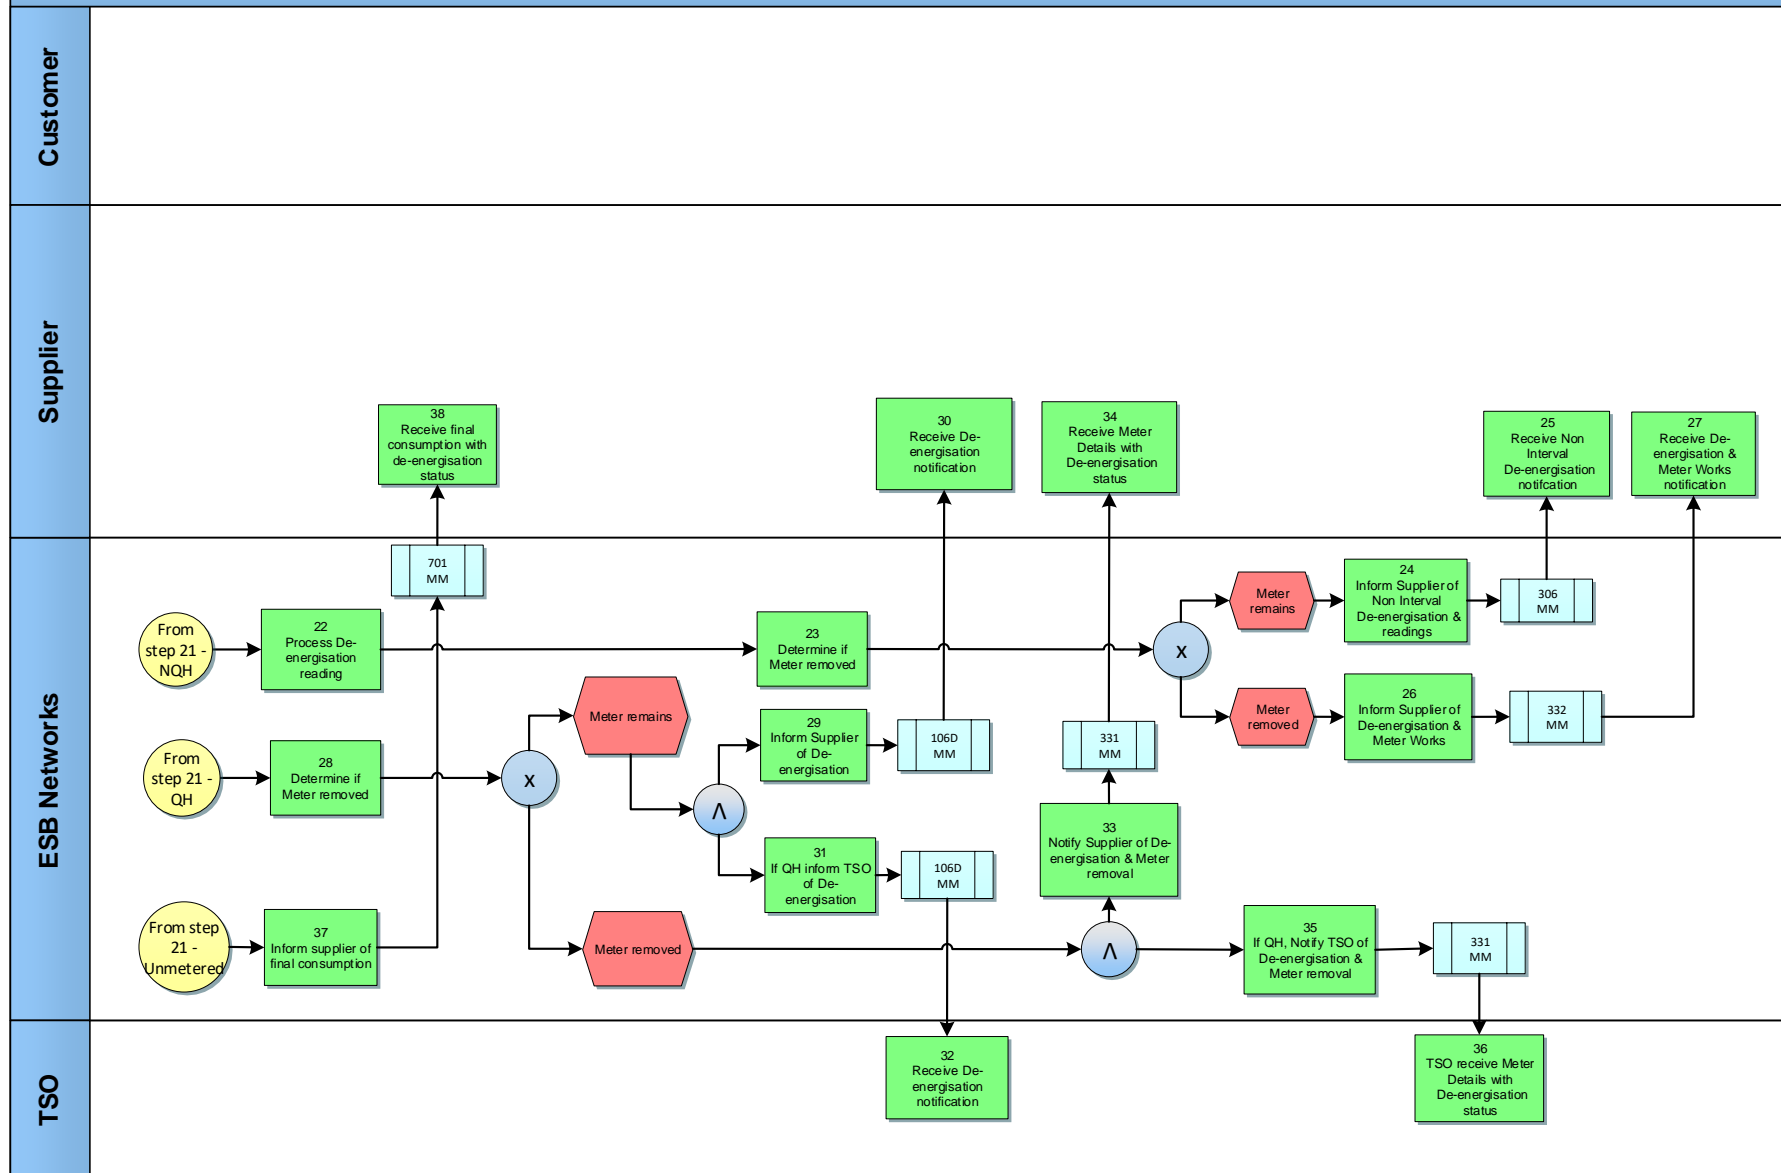 Customer
Supplier
38
Receive final
consumption with
de-energisation
status
30
Receive De-
energisation
notification
34
Receive Meter
Details with
De-energisation
status
25
Receive Non
Interval
De-energisation
notifcation
27
Receive De-
energisation &
Meter Works
notification
ESB Networks
701
MM
From
step 21 -
NQH
22
Process De-
energisation
reading
23
Determine if
Meter removed
X
Meter
remains
24
Inform Supplier of
Non Interval
De-energisation &
readings
306
MM
Meter
removed
26
Inform Supplier of
De-energisation &
Meter Works
332
MM
From
step 21 -
QH
28
Determine if
Meter removed
X
Meter remains
Λ
29
Inform Supplier
of De-
energisation
106D
MM
31
If QH inform TSO
of De-
energisation
106D
MM
331
MM
33
Notify Supplier of De-
energisation & Meter
removal
From step
21 -
Unmetered
37
Inform supplier of
final consumption
Meter removed
Λ
35
If QH, Notify TSO of
De-energisation &
Meter removal
331
MM
TSO
32
Receive De-
energisation
notification
36
TSO receive Meter
Details with
De-energisation
status